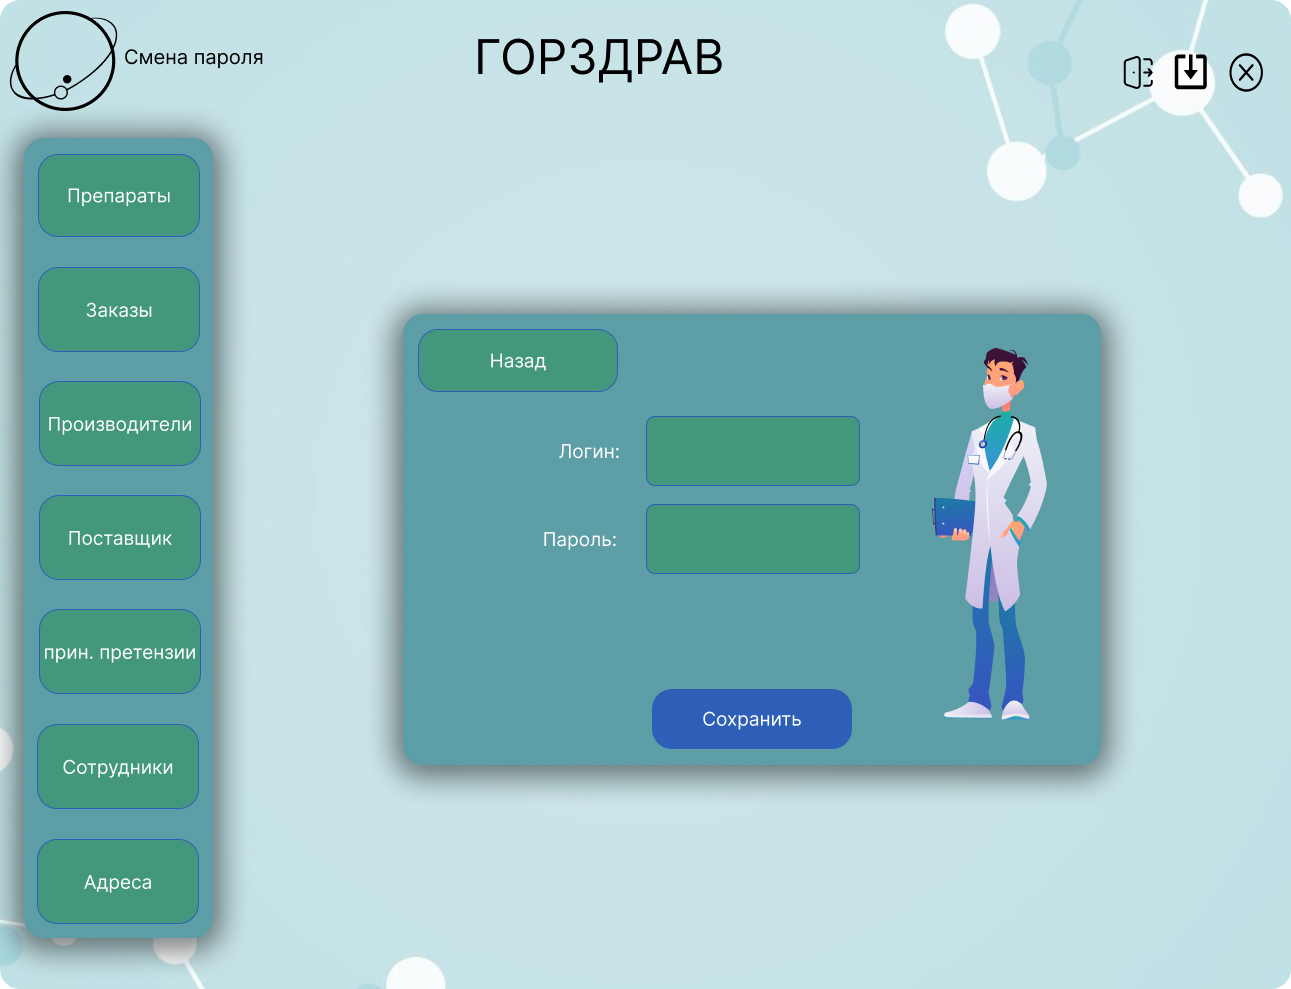 Смена пароля
ГОРЗДРАВ
Препараты
Заказы
Производители
Поставщик
прин. претензии
Сотрудники
Адреса
Назад
Логин:
Пароль:
Сохранить